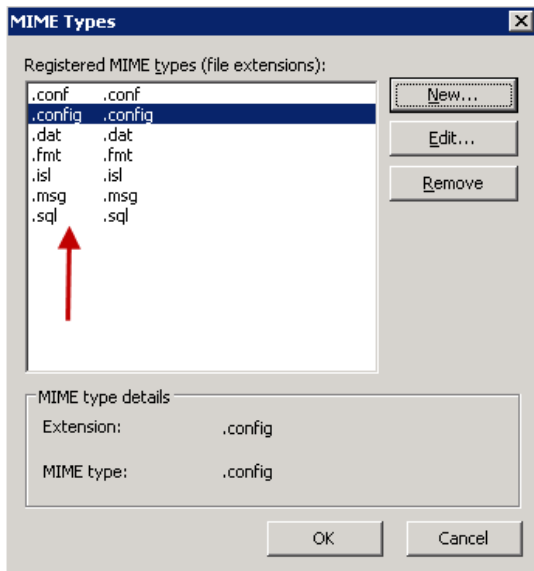 MIME Types
Registered MIME types (file extensions):
.conf .conf
.config .config
.dat .dat
.fmt .fmt
.isl .isl
.msg .msg
.sql .sql
New...
Edit...
Remove
MIME type details
Extension: .config
MIME type: .config
OK Cancel